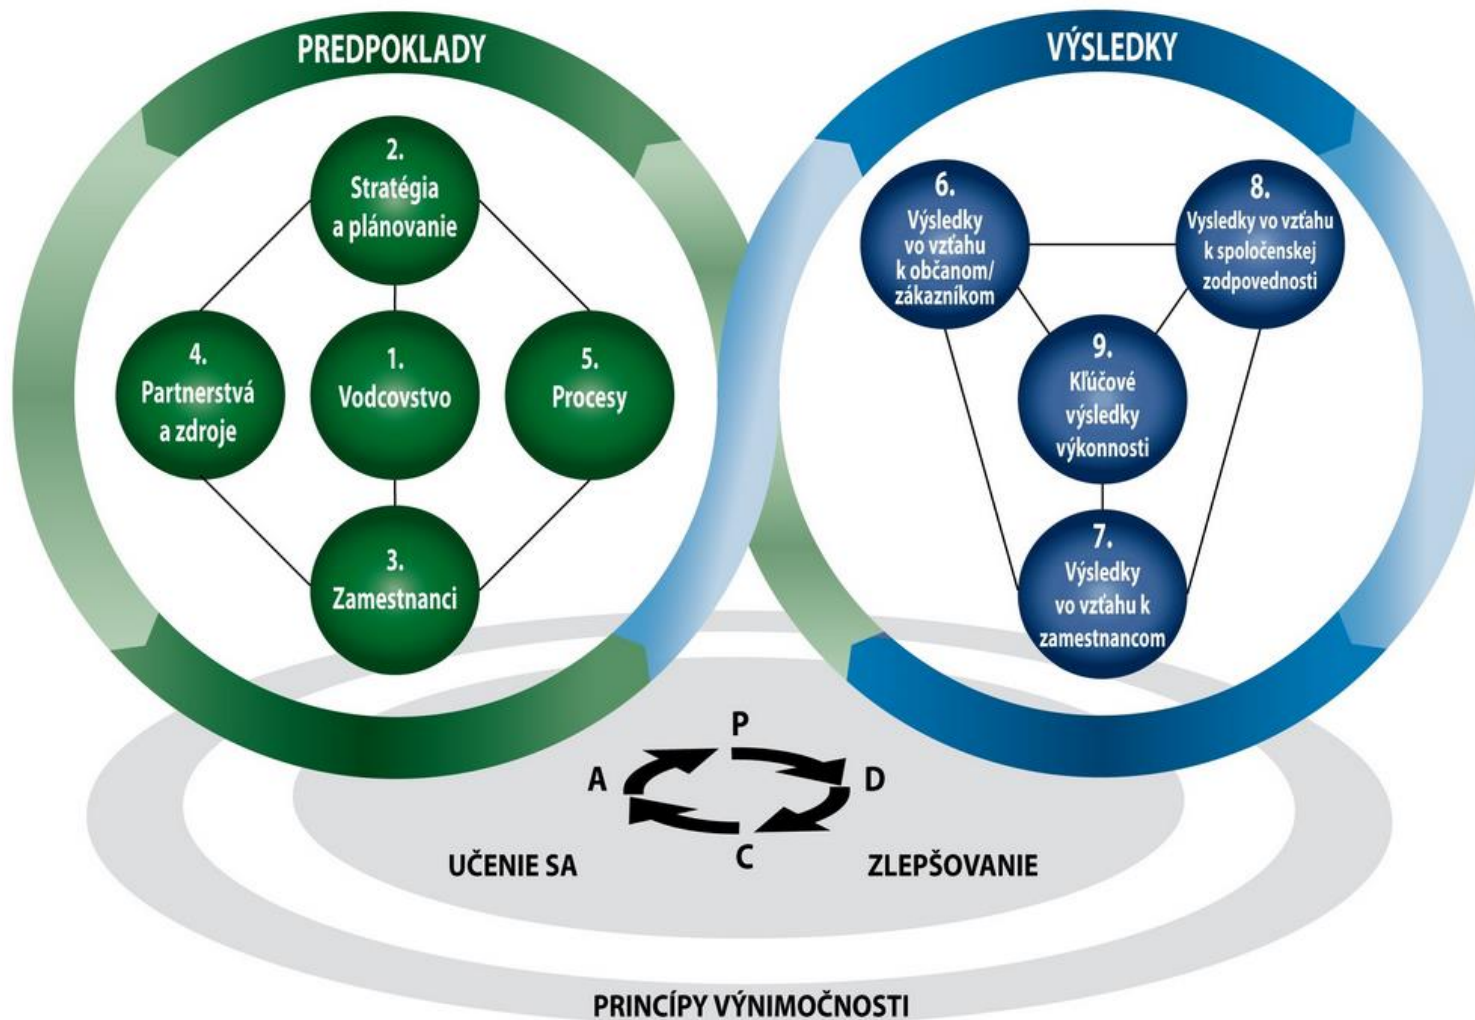 PREDPOKLADY
2.
Stratégia
a plánovanie
4.
Partnerstvá
a zdroje
1.
Vodcovstvo
5.
Procesy
3.
Zamestnanci
VÝSLEDKY
6.
Výsledky
vo vzťahu
k občanom/
zákazníkom
8.
Vysledky vo vzťahu
k spoločenskej
zodpovednosti
9.
Kľúčové
výsledky
výkonnosti
7.
Výsledky
vo vzťahu k
zamestnancom
P
A
D
C
UČENIE SA
ZLEPŠOVANIE
PRINCÍPY VÝNIMOČNOSTI